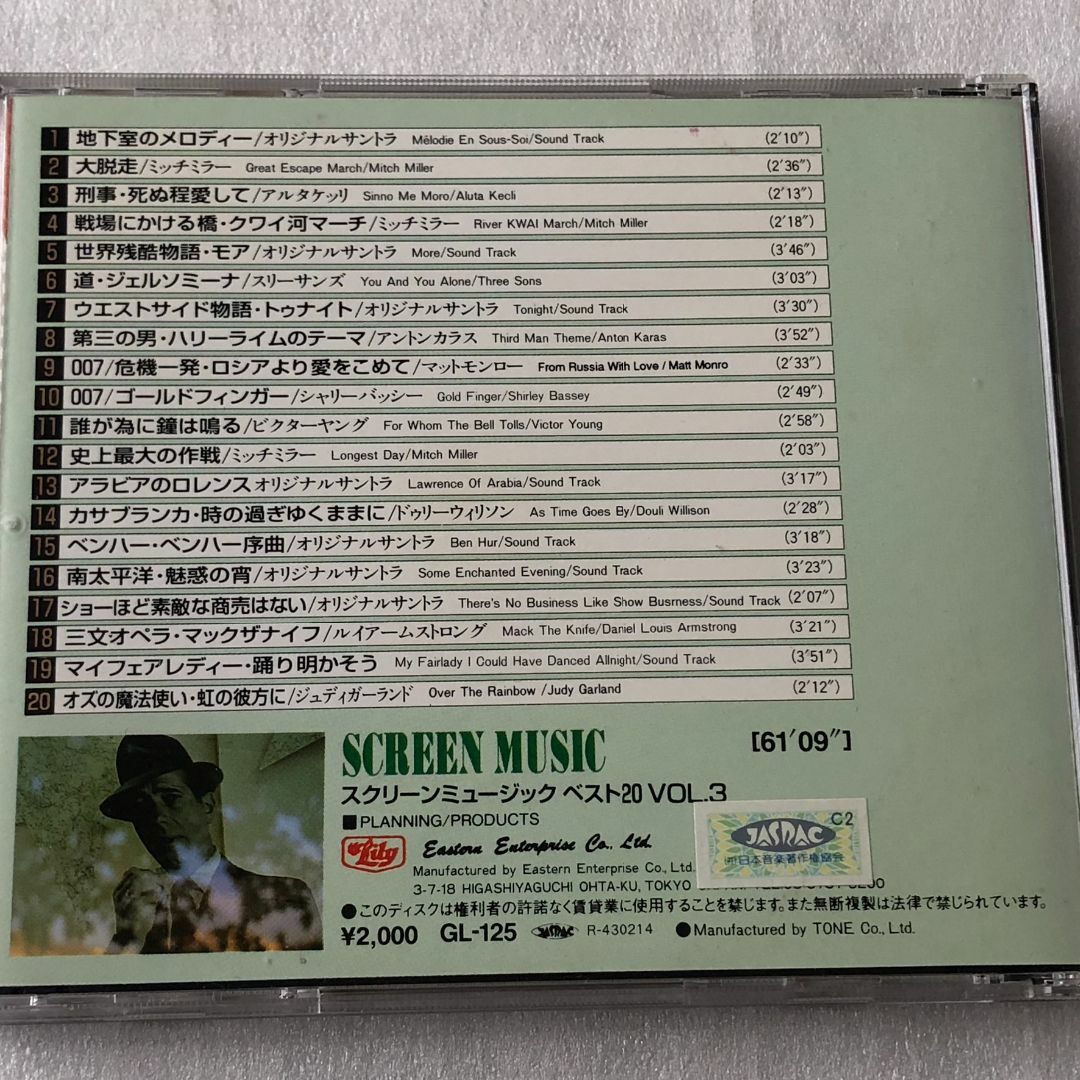 1 地下室のメロディー/オリジナルサントラ Mélodie En Sous-Soi/Sound Track (2'10")
2 大脱走/ミッチミラー Great Escape March/Mitch Miller (2'36")
3 刑事・死ぬ程愛して/アルタケッリ Sinno Me Moro/Aluta Kecli (2'13")
4 戦場にかける橋・クワイ河マーチ/ミッチミラー River KWAI March/Mitch Miller (2'18")
5 世界残酷物語・モア/オリジナルサントラ More/Sound Track (3'46")
6 道・ジェルソミーナ/スリーサンズ You And You Alone/Three Sons (3'03")
7 ウエストサイド物語・トゥナイト/オリジナルサントラ Tonight/Sound Track (3'30")
8 第三の男・ハリーライムのテーマ/アントンカラス Third Man Theme/Anton Karas (3'52")
9 007/危機一発・ロシアより愛をこめて/マットモンロー From Russia With Love / Matt Monro (2'33")
10 007/ゴールドフィンガー/シャリーバッシー Gold Finger/Shirley Bassey (2'49")
11 誰が為に鐘は鳴る/ビクターヤング For Whom The Bell Tolls/Victor Young (2'58")
12 史上最大の作戦/ミッチミラー Longest Day/Mitch Miller (2'03")
13 アラビアのロレンス オリジナルサントラ Lawrence Of Arabia/Sound Track (3'17")
14 カサブランカ・時の過ぎゆくままに/ドゥリーウィリソン As Time Goes By/Douli Willison (2'28")
15 ベンハー・ベンハー序曲/オリジナルサントラ Ben Hur/Sound Track (3'18")
16 南太平洋・魅惑の宵/オリジナルサントラ Some Enchanted Evening/Sound Track (3'23")
17 ショーほど素敵な商売はない/オリジナルサントラ There's No Business Like Show Busrness/Sound Track (2'07")
18 三文オペラ・マックザナイフ/ルイアームストロング Mack The Knife/Daniel Louis Armstrong (3'21")
19 マイフェアレディー・踊り明かそう My Fairlady I Could Have Danced Allnight/Sound Track (3'51")
20 オズの魔法使い・虹の彼方に/ジュディガーランド Over The Rainbow /Judy Garland (2'12")
SCREEN MUSIC [61'09"]
スクリーンミュージック ベスト20 VOL.3
■PLANNING/PRODUCTS
Lily Eastern Enterprise Co., Ltd.
Manufactured by Eastern Enterprise Co., Ltd.
3-7-18 HIGASHIYAGUCHI OHTA-KU, TOKYO
C2
JASRAC
日本音楽著作権協会
●このディスクは権利者の許諾なく賃貸業に使用することを禁じます。また無断複製は法律で禁じられています。
¥2,000 GL-125 JASRAC R-430214 ●Manufactured by TONE Co., Ltd.